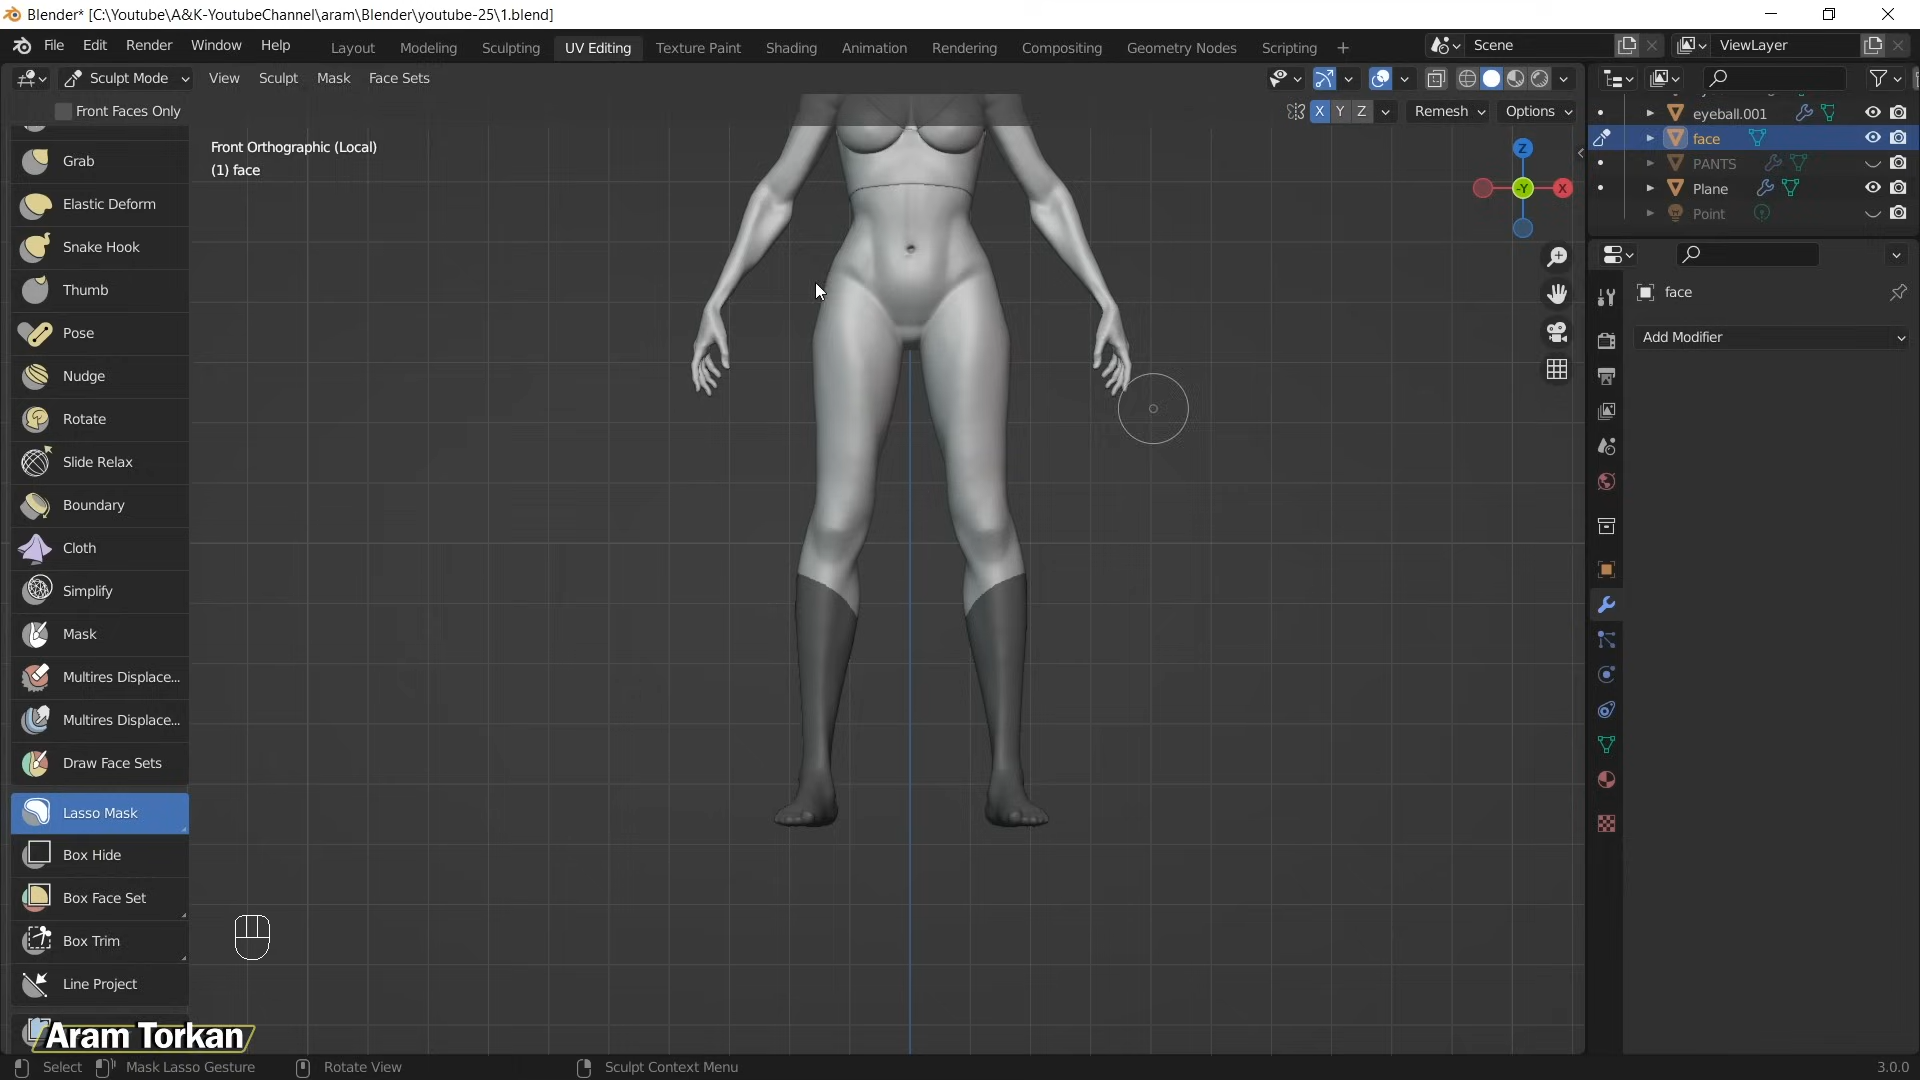 Blender* [C:\Youtube\A&K-YoutubeChannel\aram\Blender\youtube-25\1.blend]
File Edit Render Window Help Layout Modeling Sculpting UV Editing Texture Paint Shading Animation Rendering Compositing Geometry Nodes Scripting + Scene ViewLayer
Sculpt Mode View Sculpt Mask Face Sets
Front Faces Only X Y Z Remesh Options
eyeball.001
face
PANTS
Plane
Point
Front Orthographic (Local)
(1) face
Z
-Y
X
Grab
Elastic Deform
Snake Hook
Thumb
Pose
Nudge
Rotate
Slide Relax
Boundary
Cloth
Simplify
Mask
Multires Displace...
Multires Displace...
Draw Face Sets
Lasso Mask
Box Hide
Box Face Set
Box Trim
Line Project
face
Add Modifier
Aram Torkan
Select Mask Lasso Gesture Rotate View Sculpt Context Menu 3.0.0